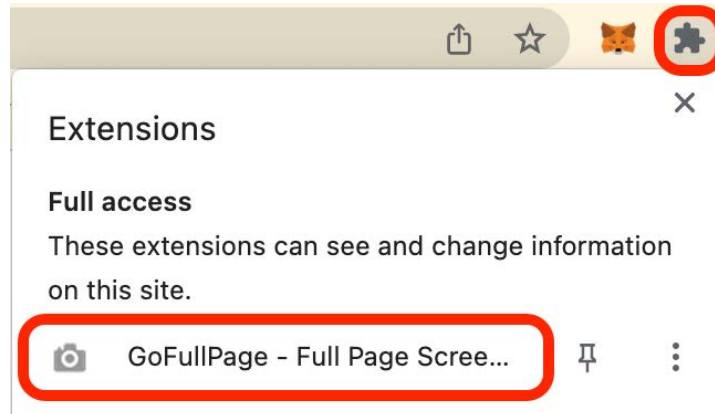 Extensions
Full access
These extensions can see and change information
on this site.
GoFullPage - Full Page Scree...